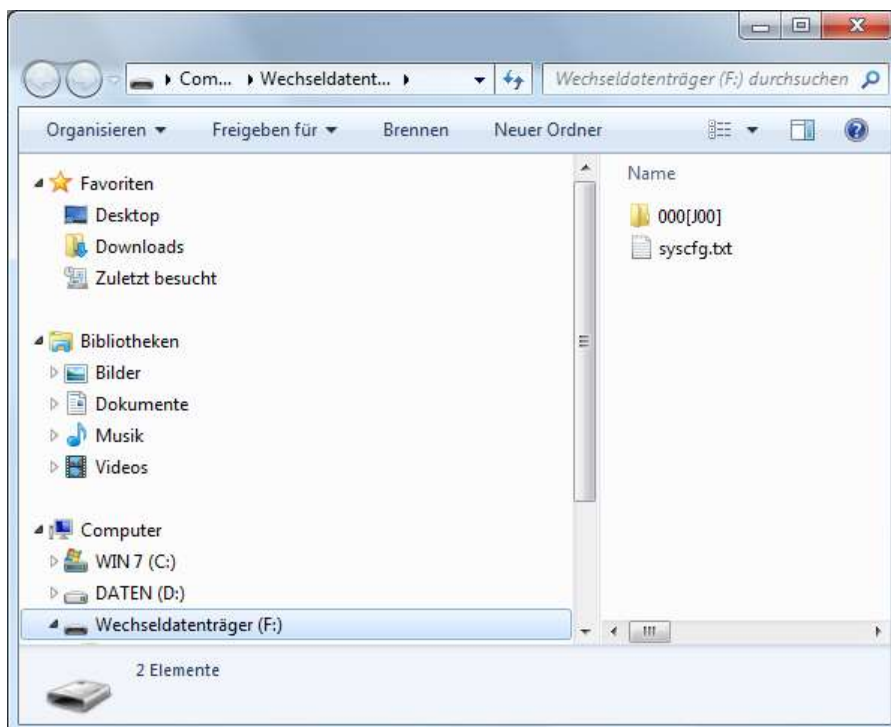 Com... Wechseldatent... Wechseldatenträger (F:) durchsuchen
Organisieren Freigeben für Brennen Neuer Ordner
Favoriten
Desktop
Downloads
Zuletzt besucht
Bibliotheken
Bilder
Dokumente
Musik
Videos
Computer
WIN 7 (C:)
DATEN (D:)
Wechseldatenträger (F:)
Name
000[J00]
syscfg.txt
2 Elemente